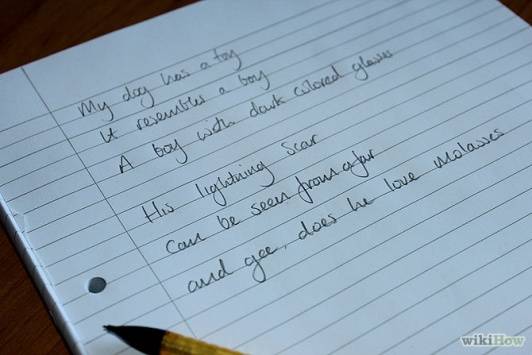 My dog has a toy
It resembles a boy
A boy with dark colored glasses
His lightning scar
can be seen from afar
and gee, does he love molasses
wikiHow